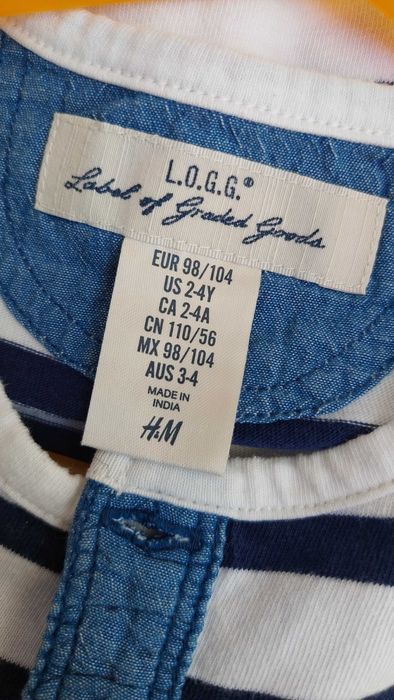 L.O.G.G.®
Label of Graded Goods
EUR 98/104
US 2-4Y
CA 2-4A
CN 110/56
MX 98/104
AUS 3-4
MADE IN
INDIA
H&M